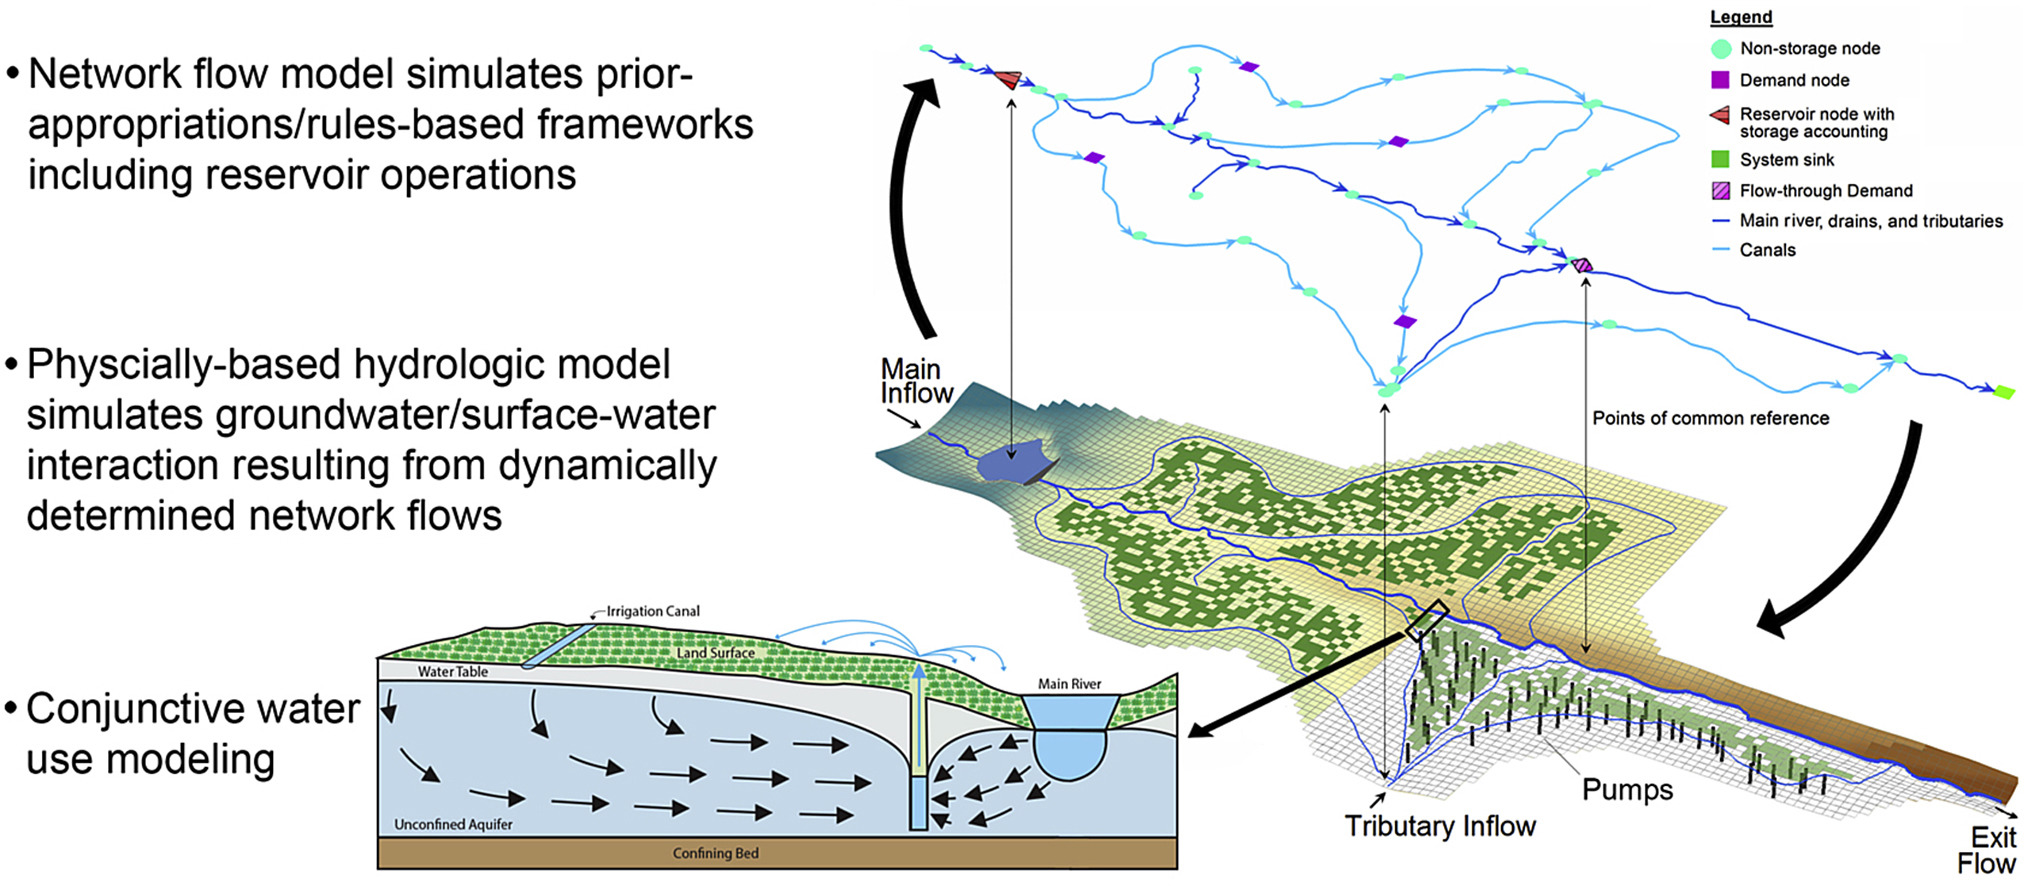 • Network flow model simulates prior-
appropriations/rules-based frameworks
including reservoir operations
• Physcially-based hydrologic model
simulates groundwater/surface-water
interaction resulting from dynamically
determined network flows
• Conjunctive water
use modeling
Legend
Non-storage node
Demand node
Reservoir node with
storage accounting
System sink
Flow-through Demand
Main river, drains, and tributaries
Canals
Main
Inflow
Points of common reference
Pumps
Tributary Inflow
Exit
Flow
Irrigation Canal
Land Surface
Water Table
Main River
Unconfined Aquifer
Confining Bed